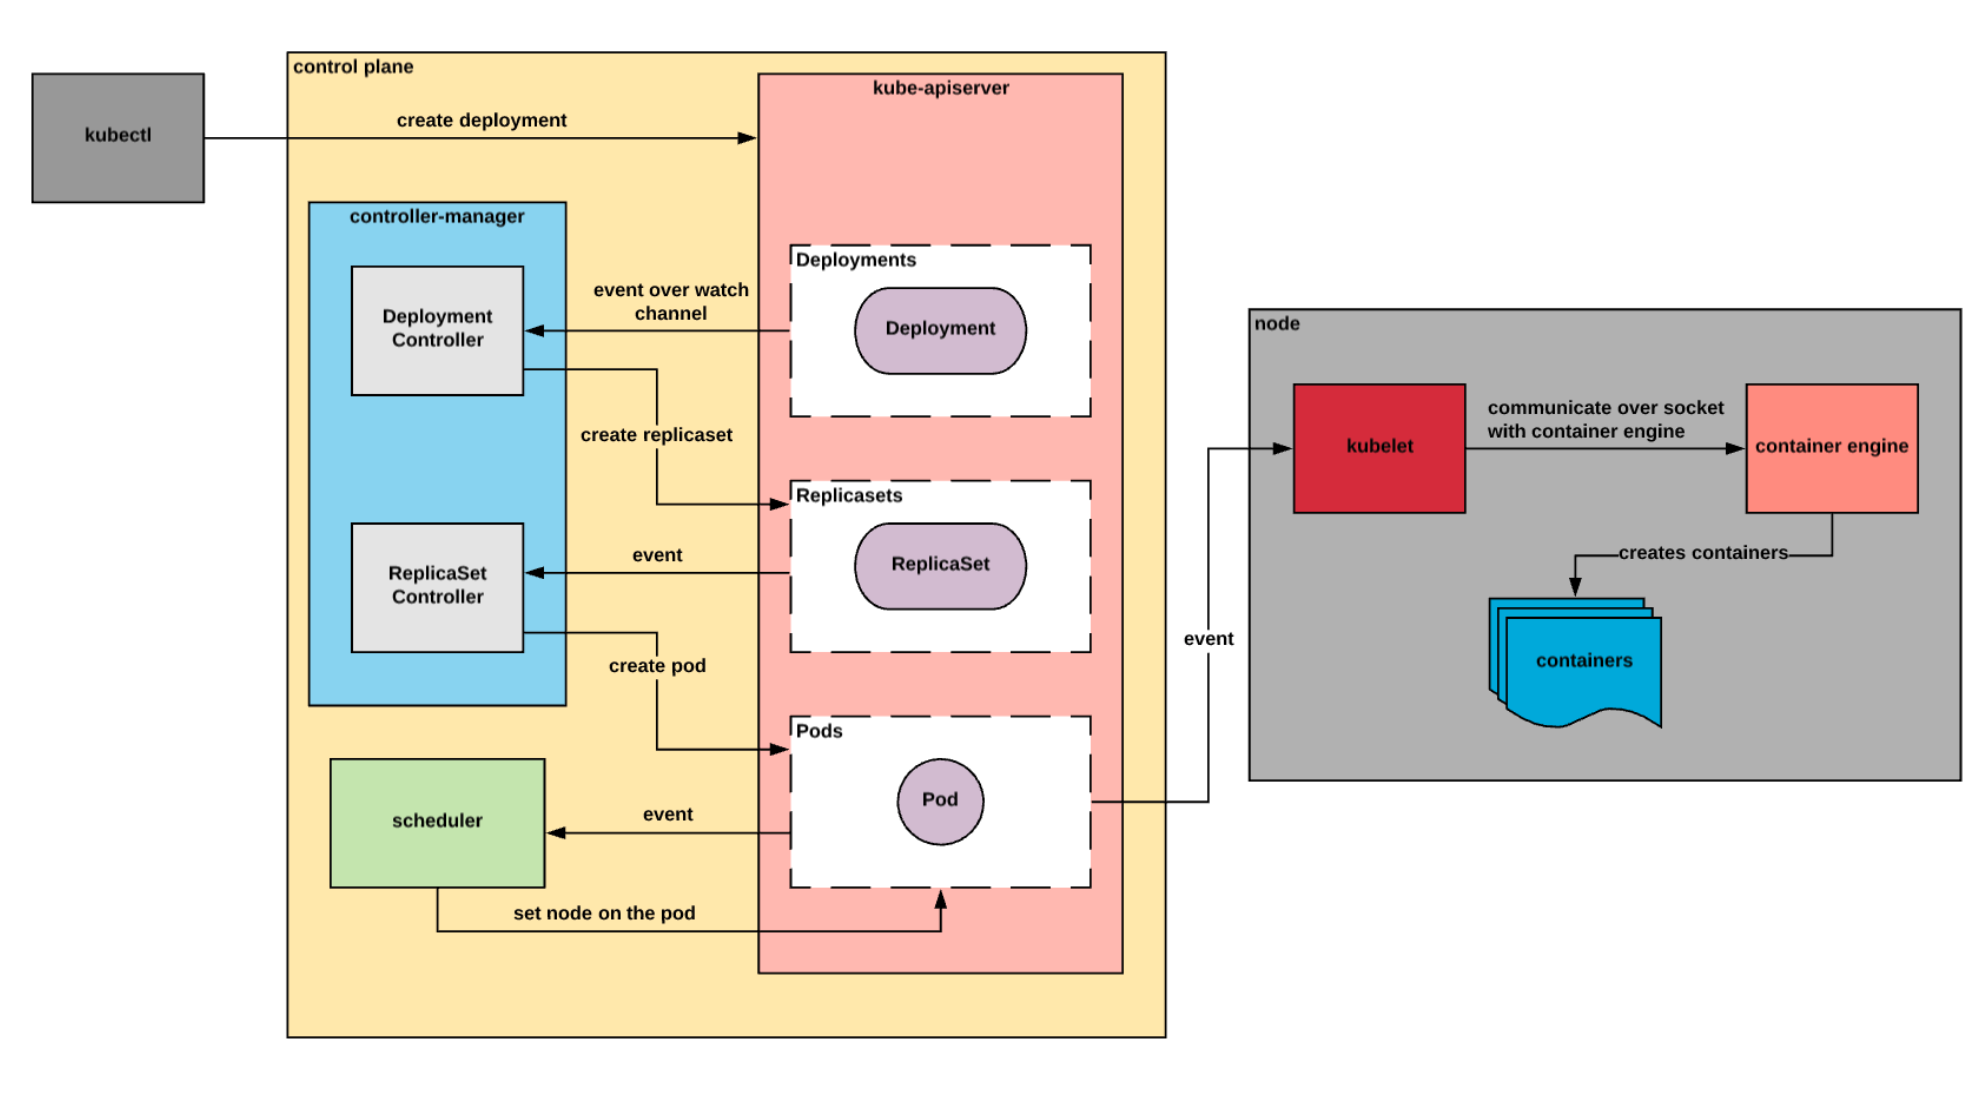 control plane
kube-apiserver
kubectl
create deployment
controller-manager
Deployments
Deployment
Controller
event over watch
channel
Deployment
node
create replicaset
kubelet
communicate over socket
with container engine
container engine
Replicasets
ReplicaSet
Controller
event
ReplicaSet
creates containers
containers
create pod
event
Pods
Pod
scheduler
event
set node on the pod